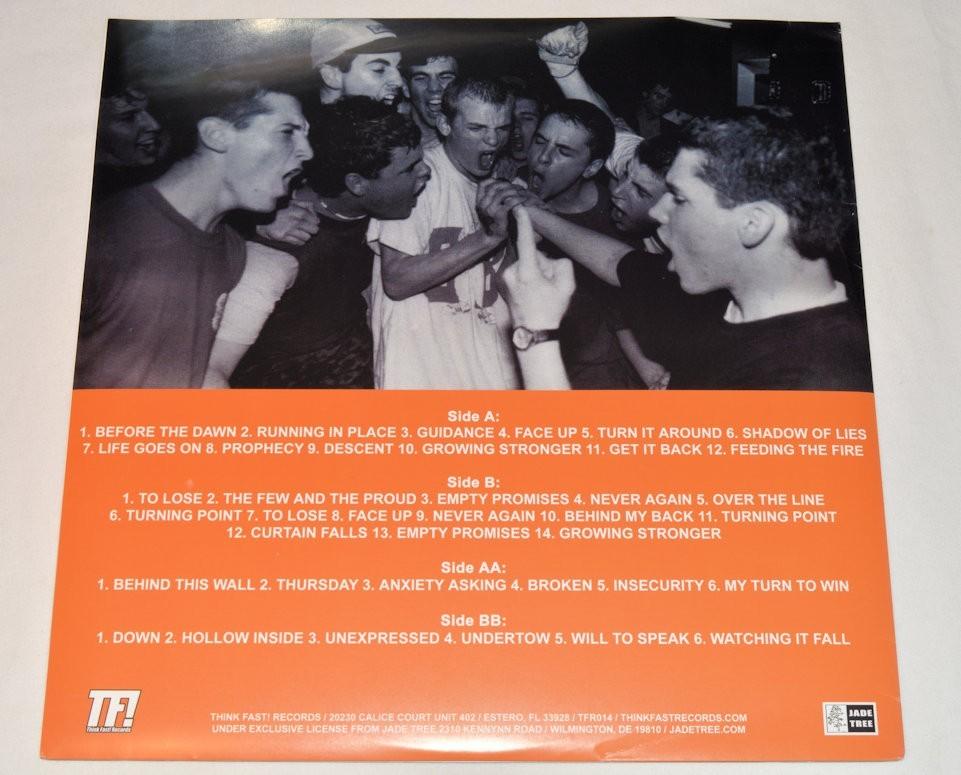 Side A:
1. BEFORE THE DAWN 2. RUNNING IN PLACE 3. GUIDANCE 4. FACE UP 5. TURN IT AROUND 6. SHADOW OF LIES
7. LIFE GOES ON 8. PROPHECY 9. DESCENT 10. GROWING STRONGER 11. GET IT BACK 12. FEEDING THE FIRE
Side B:
1. TO LOSE 2. THE FEW AND THE PROUD 3. EMPTY PROMISES 4. NEVER AGAIN 5. OVER THE LINE
6. TURNING POINT 7. TO LOSE 8. FACE UP 9. NEVER AGAIN 10. BEHIND MY BACK 11. TURNING POINT
12. CURTAIN FALLS 13. EMPTY PROMISES 14. GROWING STRONGER
Side AA:
1. BEHIND THIS WALL 2. THURSDAY 3. ANXIETY ASKING 4. BROKEN 5. INSECURITY 6. MY TURN TO WIN
Side BB:
1. DOWN 2. HOLLOW INSIDE 3. UNEXPRESSED 4. UNDERTOW 5. WILL TO SPEAK 6. WATCHING IT FALL
TF!
Think Fast! Records
THINK FAST! RECORDS / 20230 CALICE COURT UNIT 402 / ESTERO, FL 33928 / TFR014 / THINKFASTRECORDS.COM
UNDER EXCLUSIVE LICENSE FROM JADE TREE 2310 KENNYNN ROAD / WILMINGTON, DE 19810 / JADETREE.COM
JADE
TREE